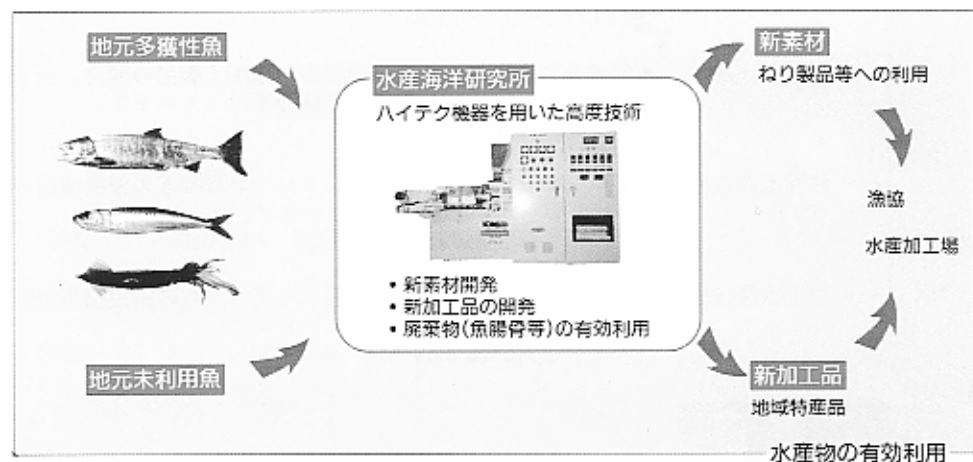 地元多獲性魚
地元未利用魚
水産海洋研究所
ハイテク機器を用いた高度技術
• 新素材開発
• 新加工品の開発
• 廃棄物(魚腸骨等)の有効利用
新素材
ねり製品等への利用
漁協
水産加工場
新加工品
地域特産品
水産物の有効利用